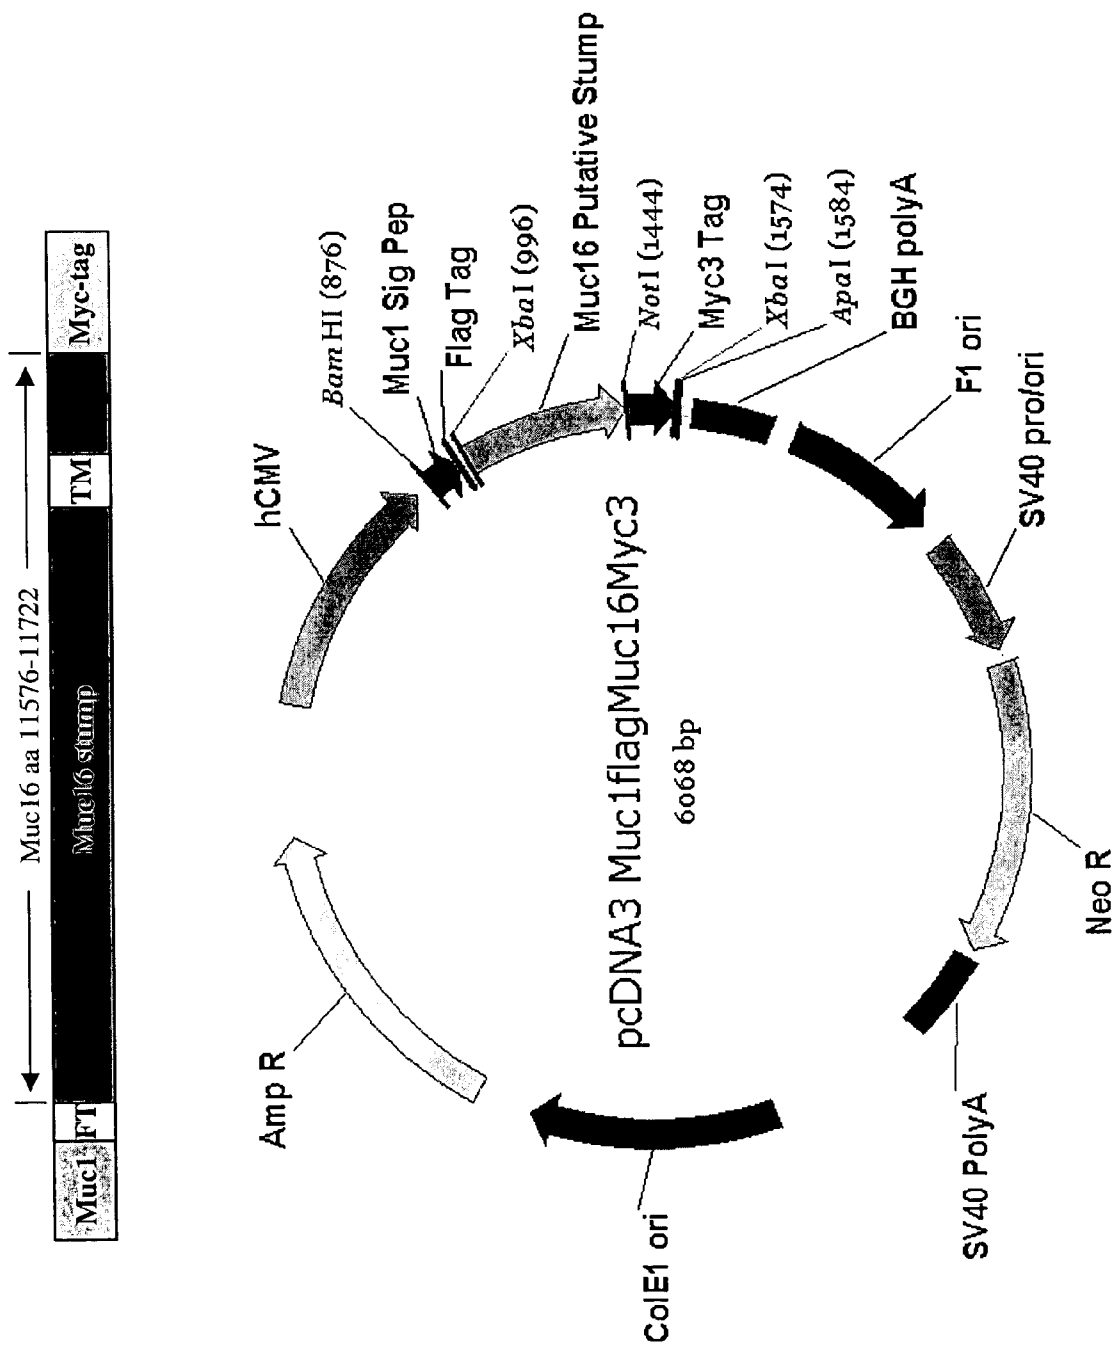 Muc16 aa 11576-11722
Muc1
FT
Muc16 stump
TM
Myc-tag
hCMV
BamHI (876)
Muc1 Sig Pep
Flag Tag
XbaI (996)
Muc16 Putative Stump
NotI (1444)
Myc3 Tag
XbaI (1574)
ApaI (1584)
BGH polyA
F1 ori
SV40 pro/ori
Neo R
SV40 PolyA
ColE1 ori
Amp R
pcDNA3 Muc1flagMuc16Myc3
6068 bp